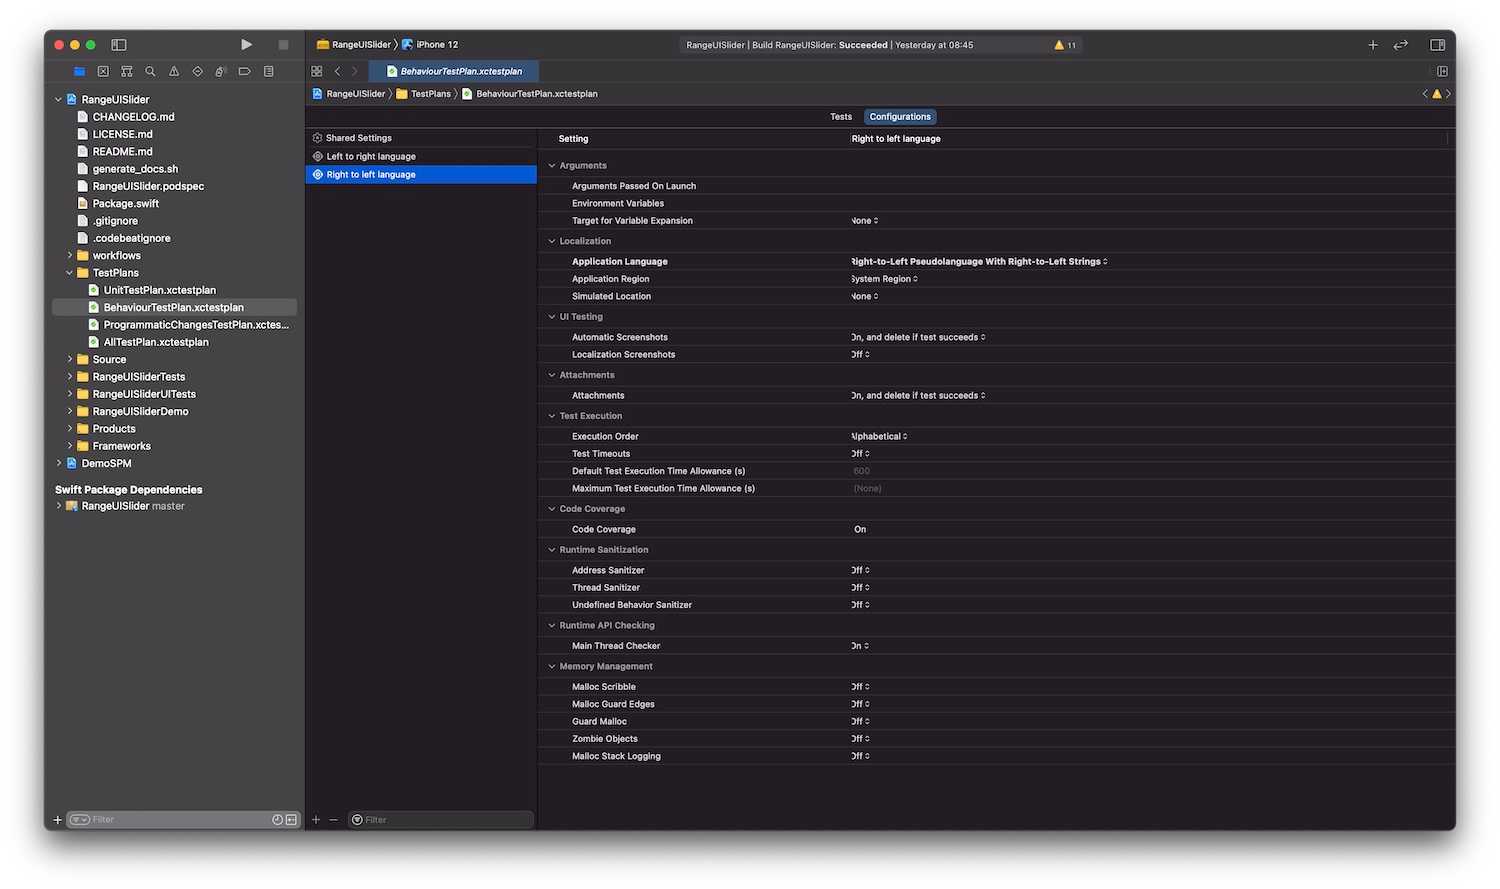 RangeUISlider
iPhone 12
RangeUISlider | Build RangeUISlider: Succeeded | Yesterday at 08:45
11
BehaviourTestPlan.xctestplan
RangeUISlider
TestPlans
BehaviourTestPlan.xctestplan
RangeUISlider
CHANGELOG.md
LICENSE.md
README.md
generate_docs.sh
RangeUISlider.podspec
Package.swift
.gitignore
.codebeatignore
workflows
TestPlans
UnitTestPlan.xctestplan
BehaviourTestPlan.xctestplan
ProgrammaticChangesTestPlan.xctes...
AllTestPlan.xctestplan
Source
RangeUISliderTests
RangeUISliderUITests
RangeUISliderDemo
Products
Frameworks
DemoSPM
Swift Package Dependencies
RangeUISlider master
Filter
Tests
Configurations
Shared Settings
Left to right language
Right to left language
Filter
Setting
Right to left language
Arguments
Arguments Passed On Launch
Environment Variables
Target for Variable Expansion
None
Localization
Application Language
Right-to-Left Pseudolanguage With Right-to-Left Strings
Application Region
System Region
Simulated Location
None
UI Testing
Automatic Screenshots
On, and delete if test succeeds
Localization Screenshots
Off
Attachments
Attachments
On, and delete if test succeeds
Test Execution
Execution Order
Alphabetical
Test Timeouts
Off
Default Test Execution Time Allowance (s)
600
Maximum Test Execution Time Allowance (s)
(None)
Code Coverage
Code Coverage
On
Runtime Sanitization
Address Sanitizer
Off
Thread Sanitizer
Off
Undefined Behavior Sanitizer
Off
Runtime API Checking
Main Thread Checker
On
Memory Management
Malloc Scribble
Off
Malloc Guard Edges
Off
Guard Malloc
Off
Zombie Objects
Off
Malloc Stack Logging
Off